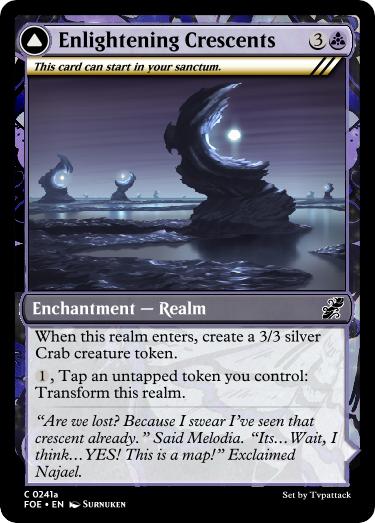 Enlightening Crescents 3
This card can start in your sanctum.
Enchantment — Realm
When this realm enters, create a 3/3 silver
Crab creature token.
1 , Tap an untapped token you control:
Transform this realm.
“Are we lost? Because I swear I’ve seen that
crescent already.” Said Melodia. “Its…Wait, I
think…YES! This is a map!” Exclaimed
Najael.
C 0241a
FOE • EN Surnuken
Set by Tvpattack